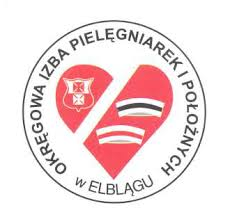 OKRĘGOWA IZBA PIELĘGNIAREK I POŁOŻNYCH
W ELBLĄGU